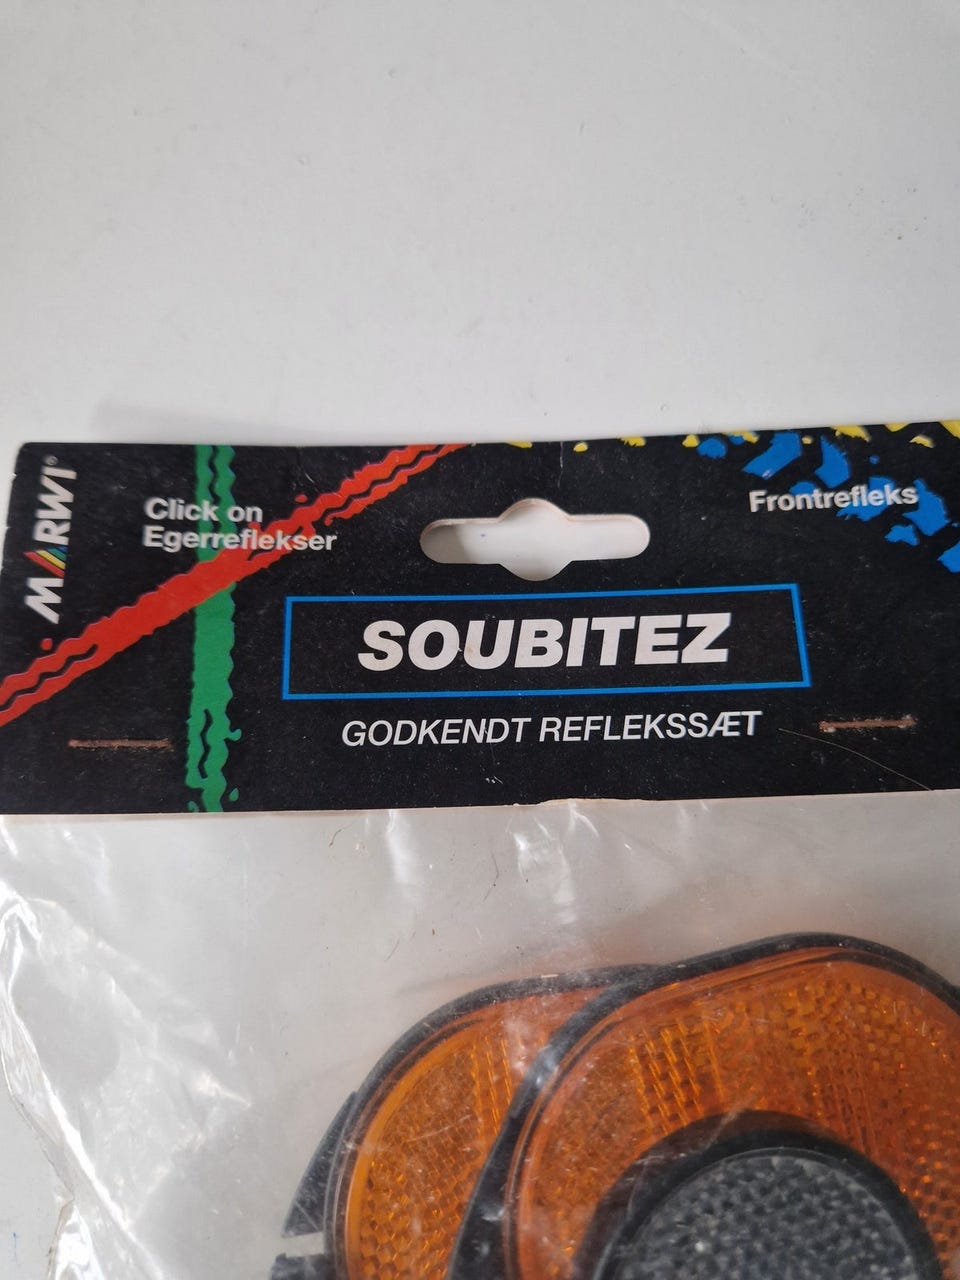 MARWI®
Click on
Egerreflekser
Frontrefleks
SOUBITEZ
GODKENDT REFLEKSSÆT